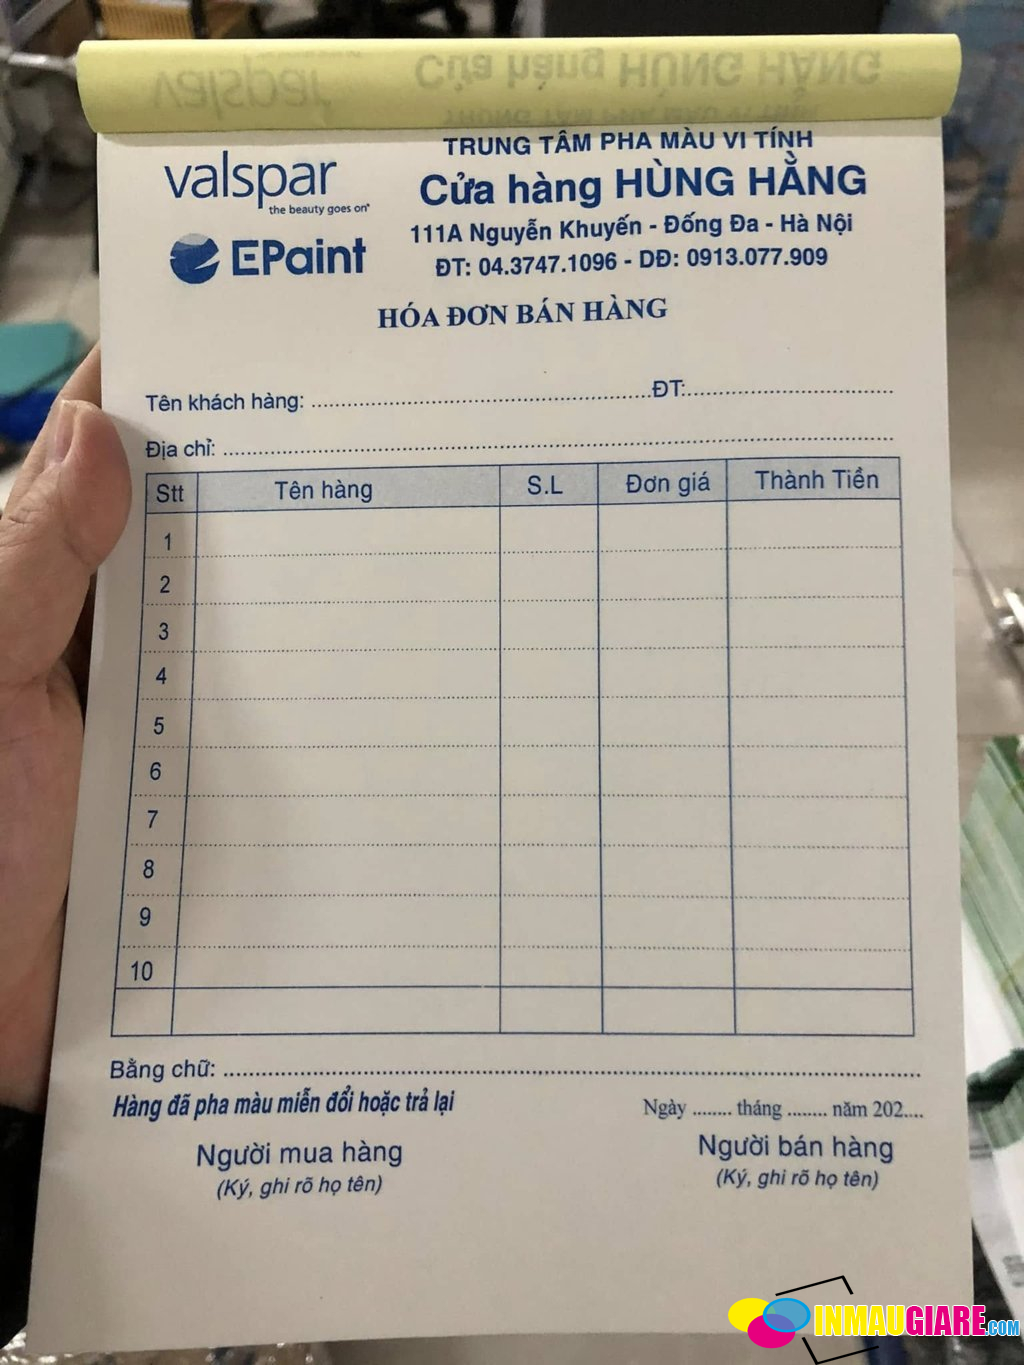 valspar
the beauty goes on®
EPaint
TRUNG TÂM PHA MÀU VI TÍNH
Cửa hàng HÙNG HẰNG
111A Nguyễn Khuyến - Đống Đa - Hà Nội
ĐT: 04.3747.1096 - DĐ: 0913.077.909
HÓA ĐƠN BÁN HÀNG
Tên khách hàng: ........................................................ĐT:...................................
Địa chỉ: ................................................................................................................
Stt Tên hàng S.L Đơn giá Thành Tiền
1
2
3
4
5
6
7
8
9
10
Bằng chữ: ....................................................................................................................
Hàng đã pha màu miễn đổi hoặc trả lại
Ngày ........ tháng ........ năm 202....
Người mua hàng Người bán hàng
(Ký, ghi rõ họ tên) (Ký, ghi rõ họ tên)
INMAUGIARE.COM